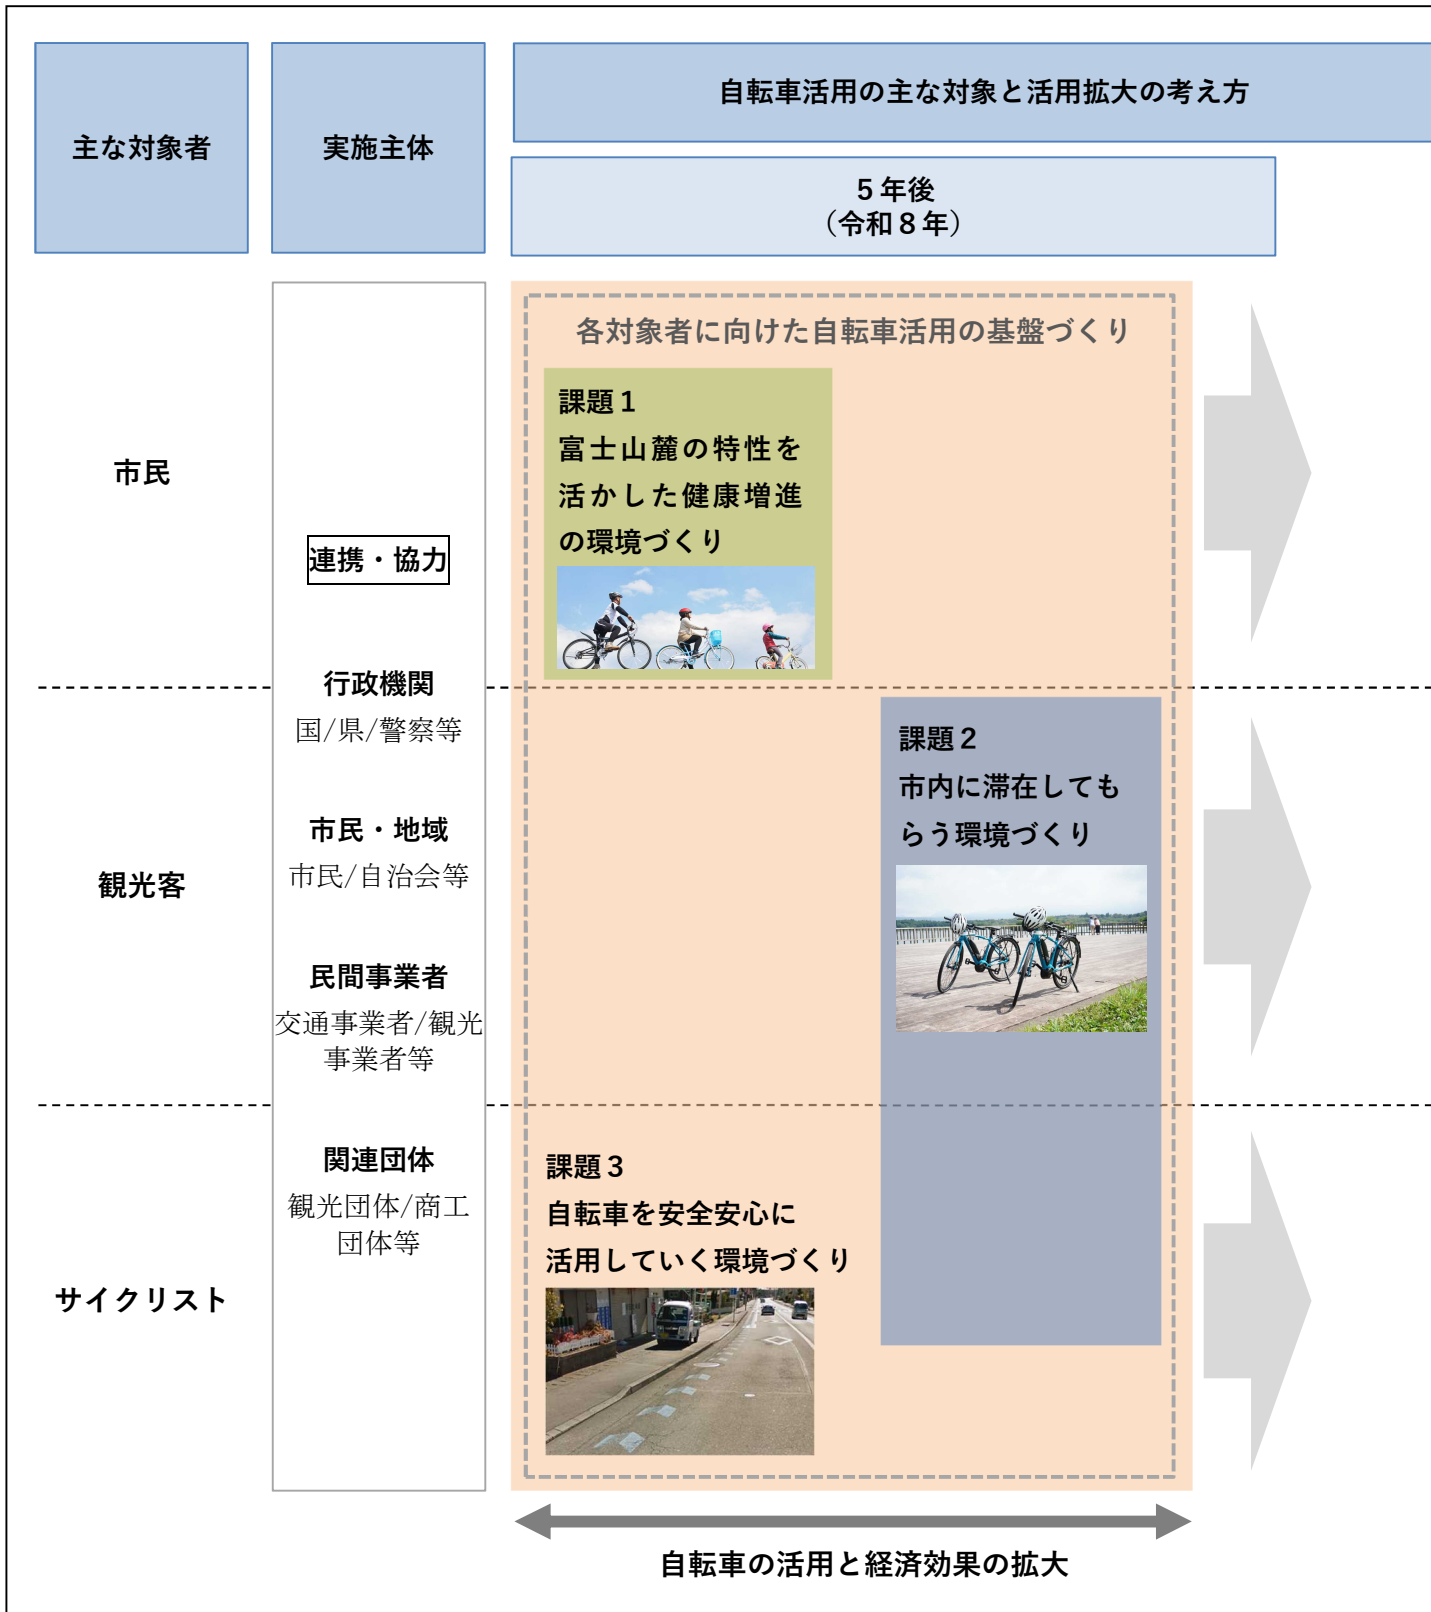 主な対象者
実施主体
自転車活用の主な対象と活用拡大の考え方
５年後
（令和８年）
各対象者に向けた自転車活用の基盤づくり
市民
観光客
サイクリスト
連携・協力
行政機関
国/県/警察等
市民・地域
市民/自治会等
民間事業者
交通事業者/観光
事業者等
関連団体
観光団体/商工
団体等
課題１
富士山麓の特性を
活かした健康増進
の環境づくり
課題２
市内に滞在しても
らう環境づくり
課題３
自転車を安全安心に
活用していく環境づくり
自転車の活用と経済効果の拡大